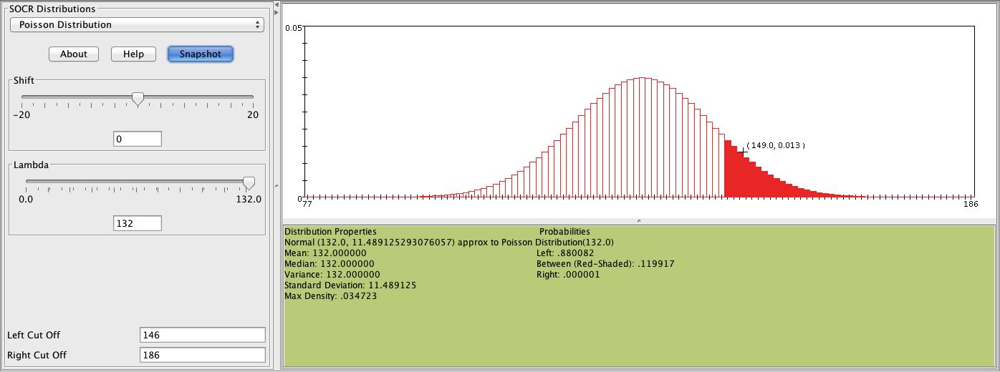 SOCR Distributions
Poisson Distribution
About Help Snapshot
Shift
-20 20
0
Lambda
0.0 132.0
132
Left Cut Off 146
Right Cut Off 186
0.05
(149.0, 0.013 )
0
77 186
Distribution Properties Probabilities
Normal (132.0, 11.489125293076057) approx to Poisson Distribution(132.0)
Mean: 132.000000 Left: .880082
Median: 132.000000 Between (Red-Shaded): .119917
Variance: 132.000000 Right: .000001
Standard Deviation: 11.489125
Max Density: .034723